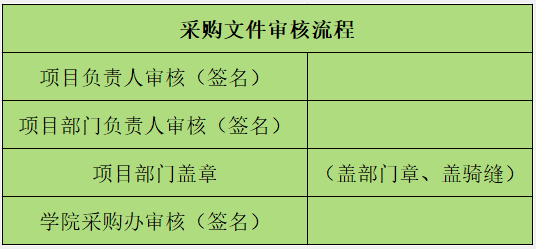 采购文件审核流程
项目负责人审核（签名）
项目部门负责人审核（签名）
项目部门盖章 （盖部门章、盖骑缝）
学院采购办审核（签名）